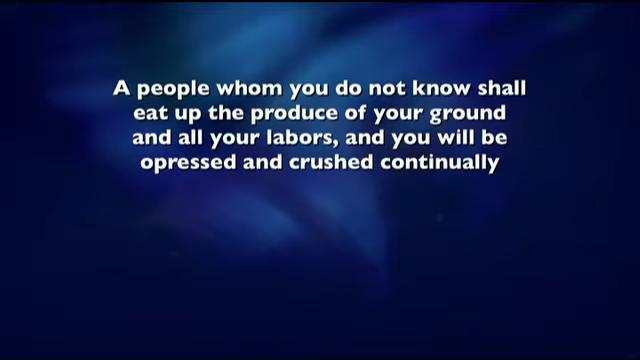 A people whom you do not know shall
eat up the produce of your ground
and all your labors, and you will be
opressed and crushed continually